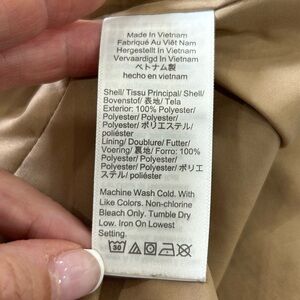 Made In Vietnam
Fabriqué Au Viêt Nam
Hergestellt In Vietnam
Vervaardigd In Vietnam
ベトナム製
hecho en vietnam
Shell/ Tissu Principal/ Shell/
Bovenstof/ 表地/ Tela
Exterior: 100% Polyester/
Polyester/ Polyester/
Polyester/ ポリエステル/
poliéster
Lining/ Doublure/ Futter/
Voering/ 裏地/ Forro: 100%
Polyester/ Polyester/
Polyester/ Polyester/ ポリエ
ステル/ poliéster
Machine Wash Cold. With
Like Colors. Non-chlorine
Bleach Only. Tumble Dry
Low. Iron On Lowest
Setting.
30